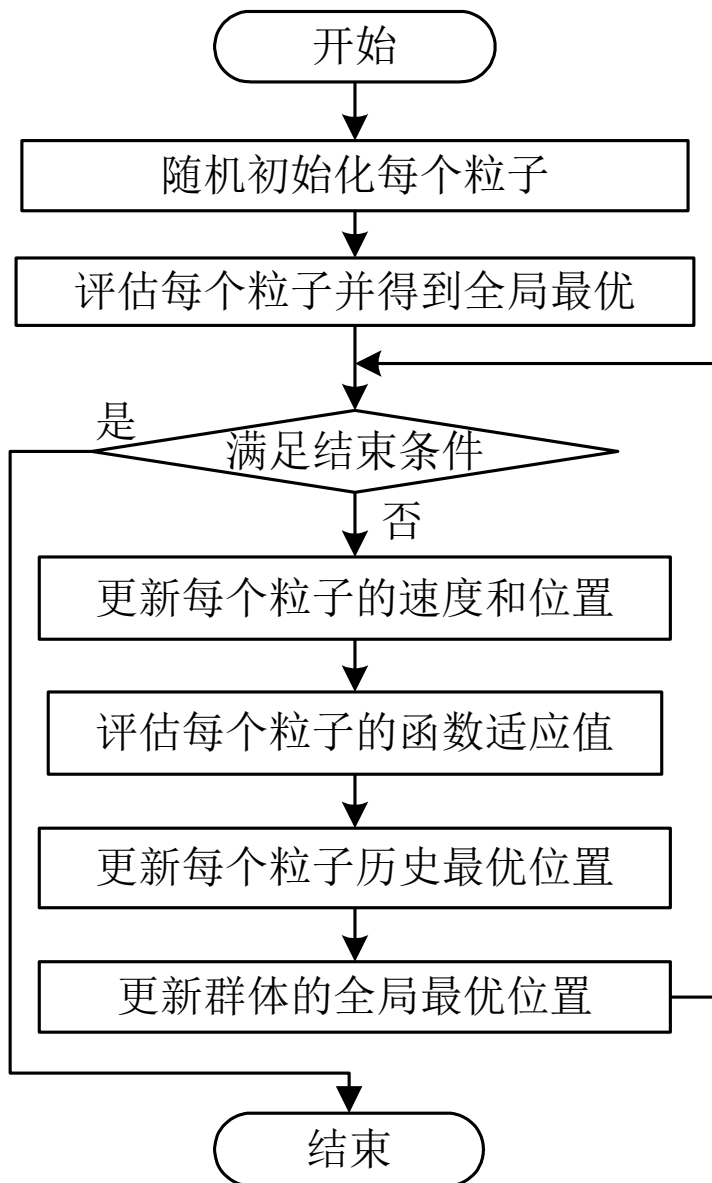 开始
随机初始化每个粒子
评估每个粒子并得到全局最优
是
满足结束条件
否
更新每个粒子的速度和位置
评估每个粒子的函数适应值
更新每个粒子历史最优位置
更新群体的全局最优位置
结束